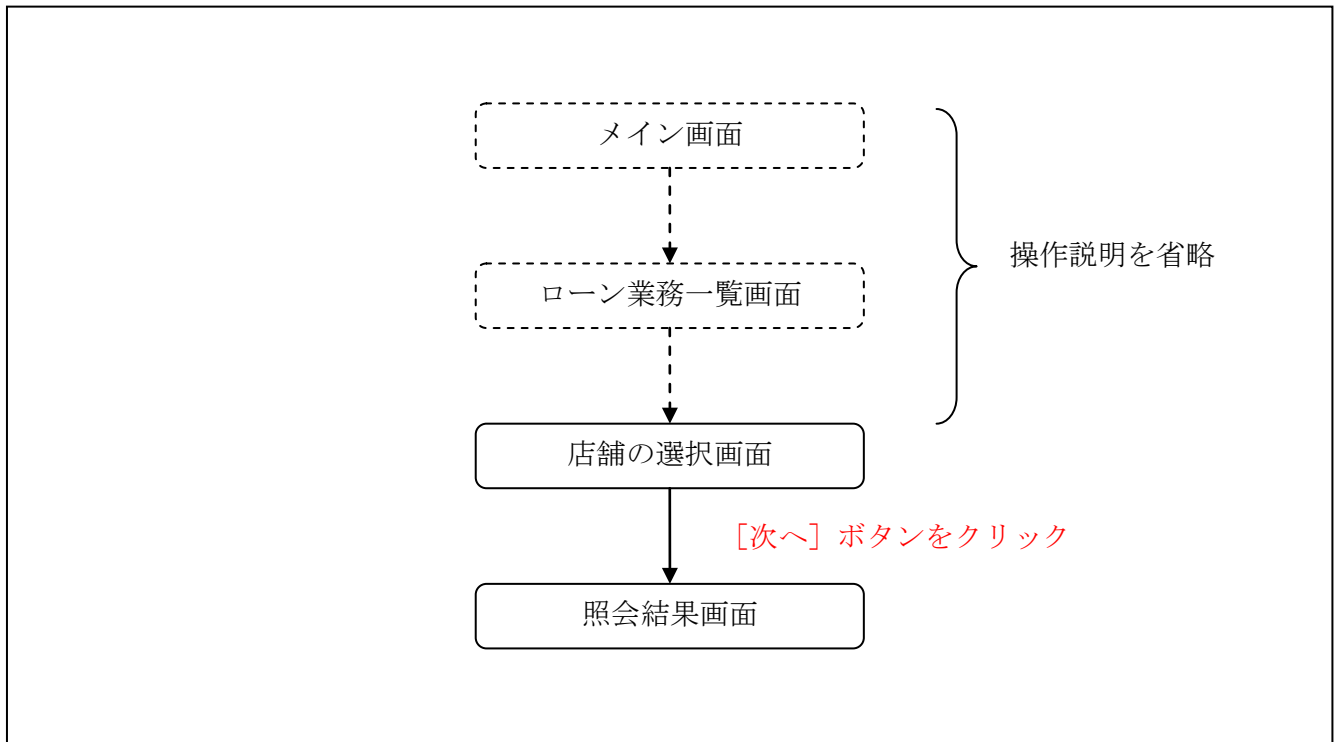 メイン画面
操作説明を省略
ローン業務一覧画面
店舗の選択画面
［次へ］ボタンをクリック
照会結果画面